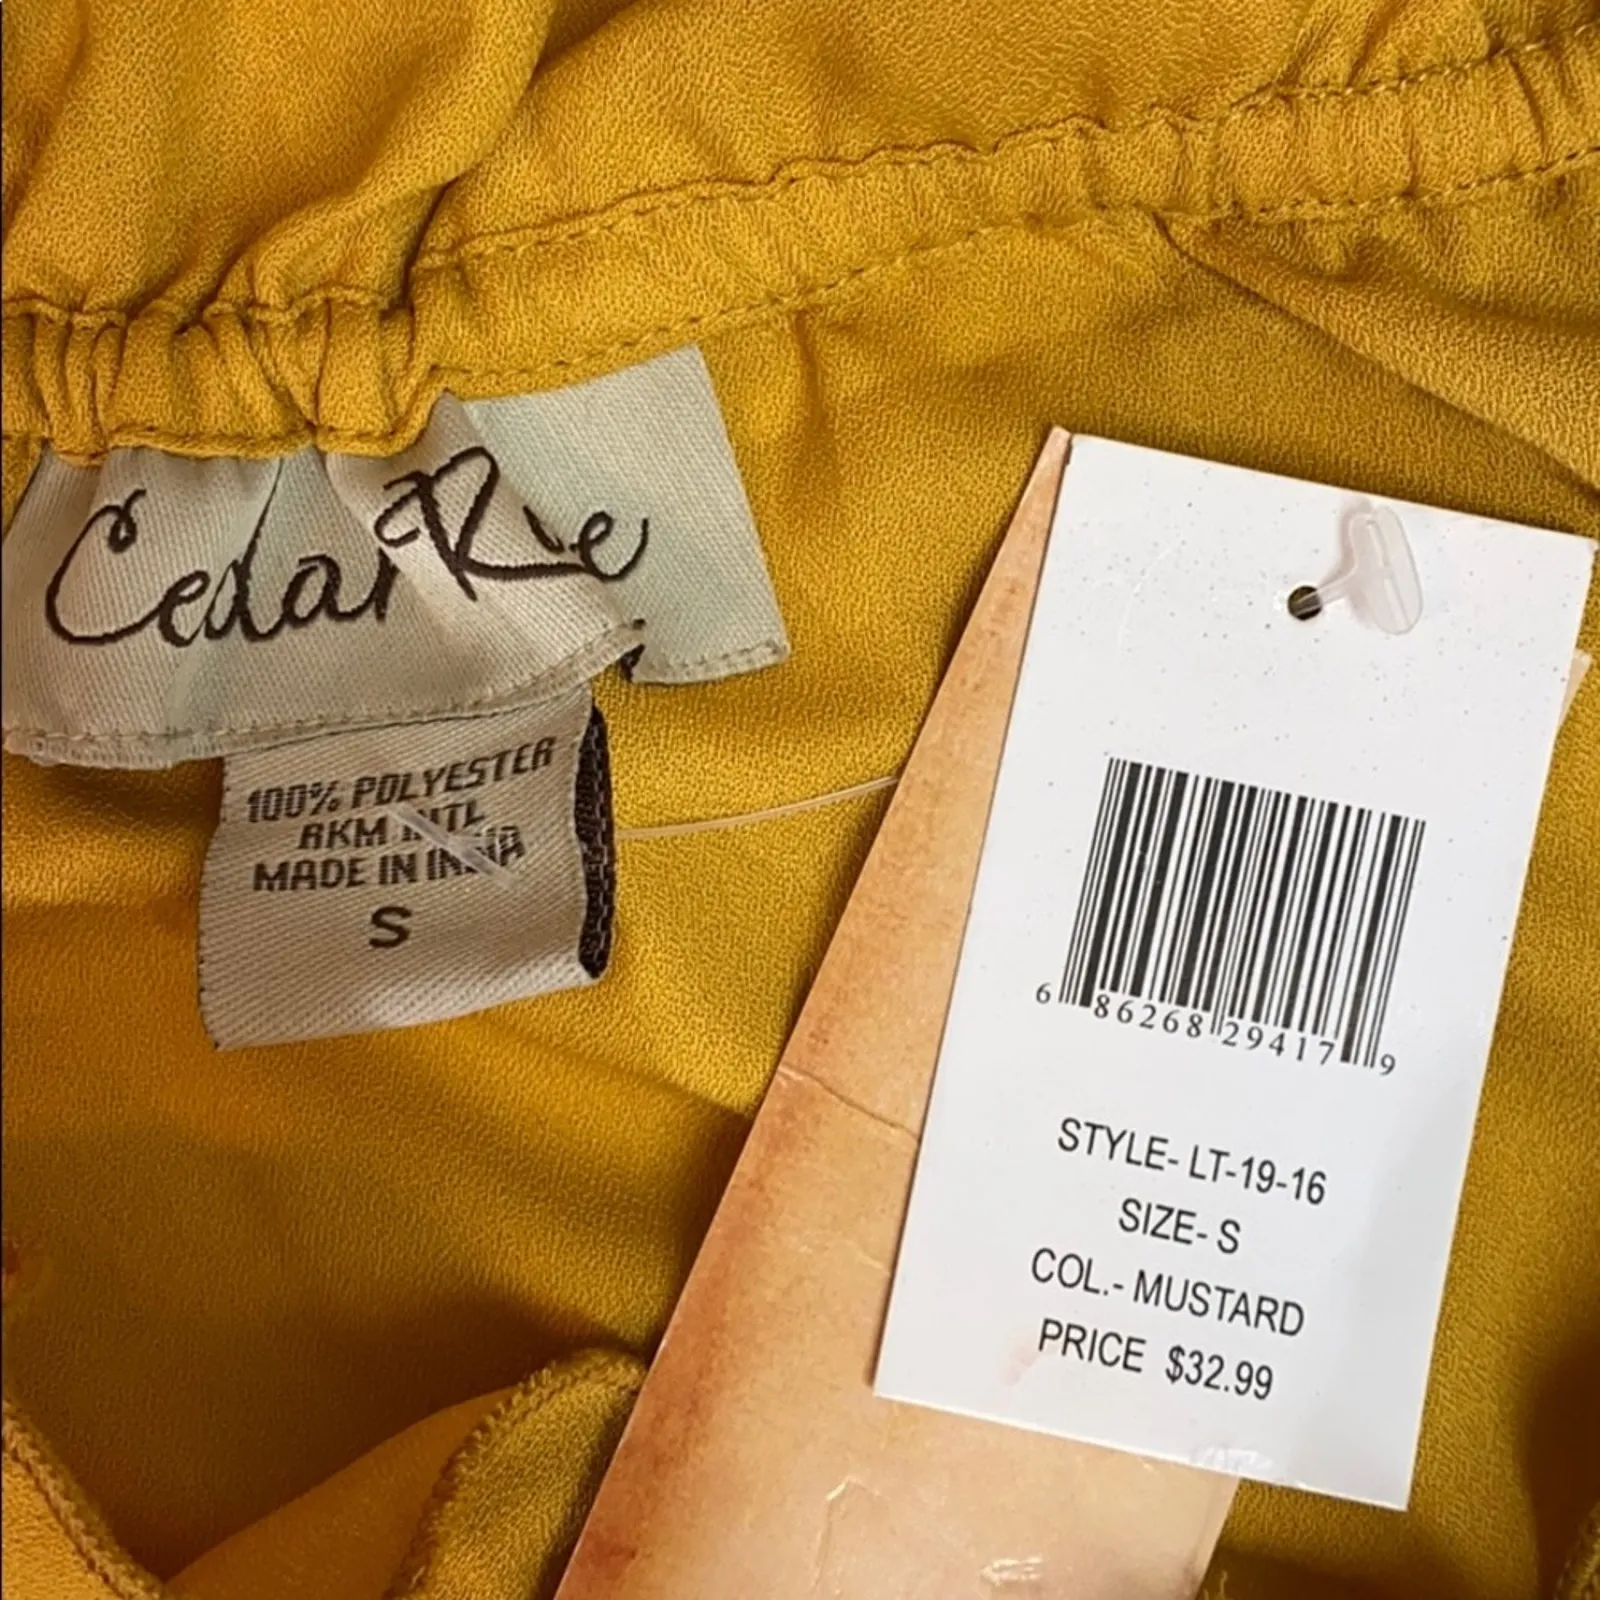 100% POLYESTER
RKM INTL
MADE IN INDIA
S
6 86268 29417 9
STYLE- LT-19-16
SIZE- S
COL.- MUSTARD
PRICE $32.99